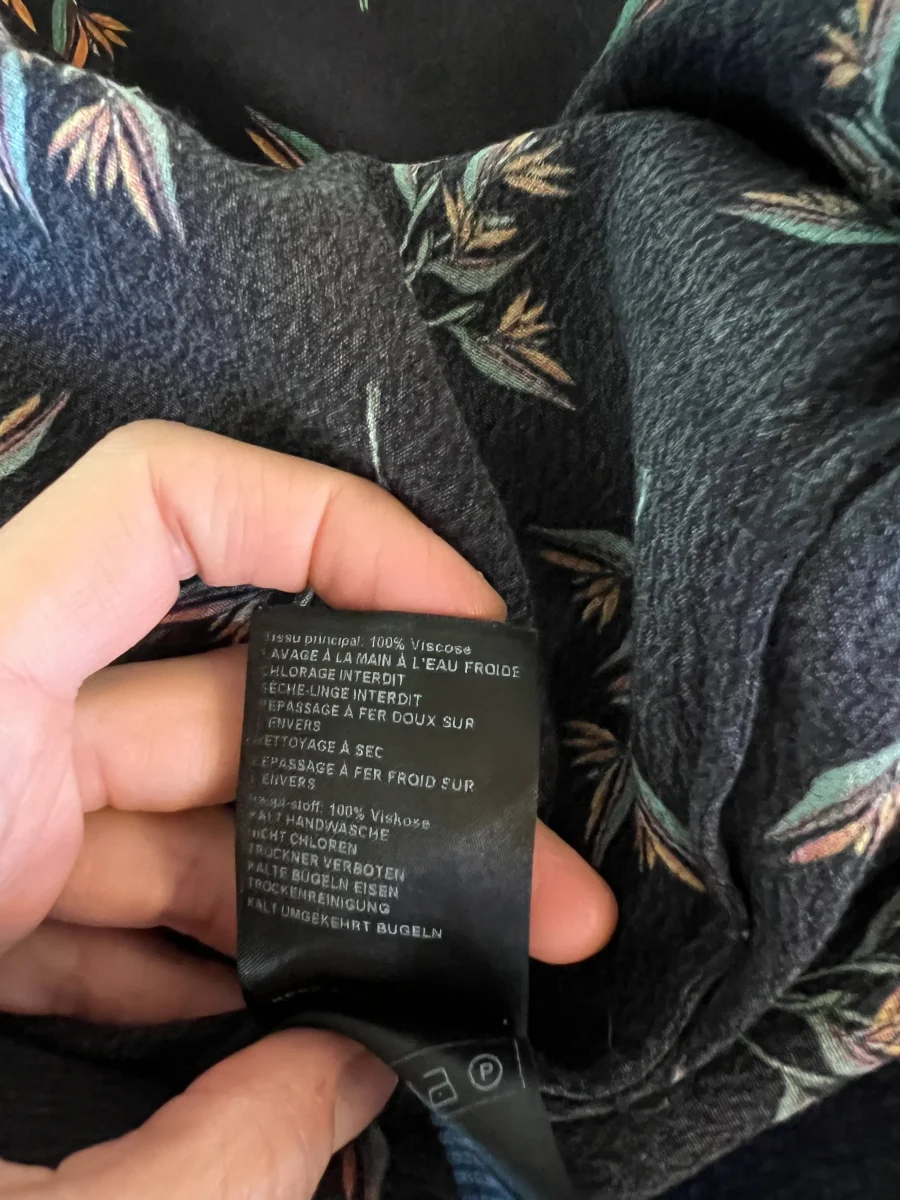 Tissu principal: 100% Viscose
LAVAGE À LA MAIN À L'EAU FROIDE
CHLORAGE INTERDIT
SÈCHE-LINGE INTERDIT
REPASSAGE À FER DOUX SUR
L'ENVERS
NETTOYAGE À SEC
REPASSAGE À FER FROID SUR
L'ENVERS
100% Viskose
KALT HANDWÄSCHE
NICHT CHLOREN
TROCKNER VERBOTEN
KALTE BÜGELN EISEN
TROCKENREINIGUNG
KALT UMGEKEHRT BUGELN
P